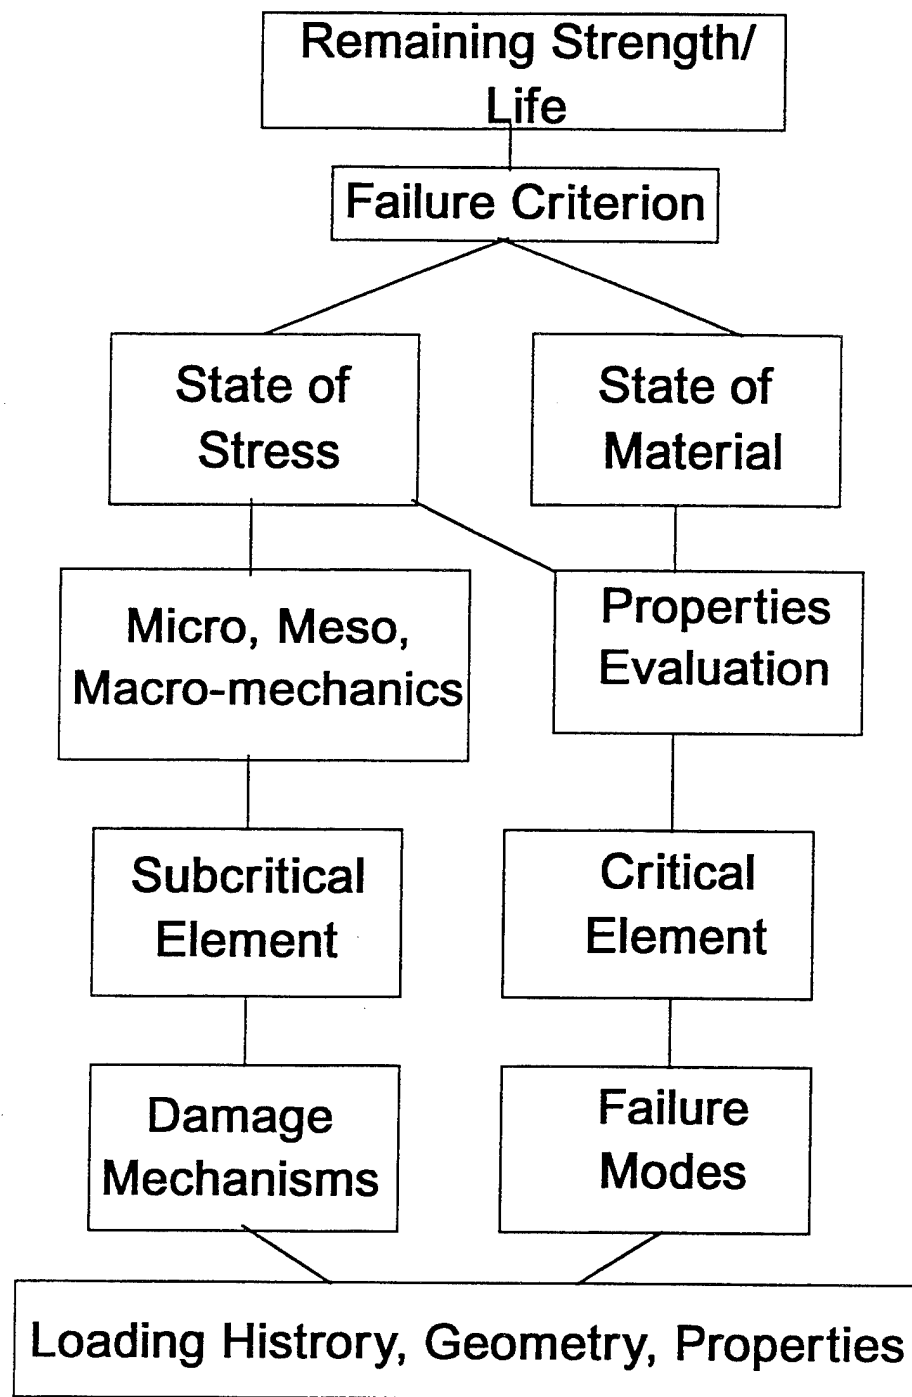 Remaining Strength/
Life
Failure Criterion
State of
Stress
State of
Material
Micro, Meso,
Macro-mechanics
Properties
Evaluation
Subcritical
Element
Critical
Element
Damage
Mechanisms
Failure
Modes
Loading Histrory, Geometry, Properties